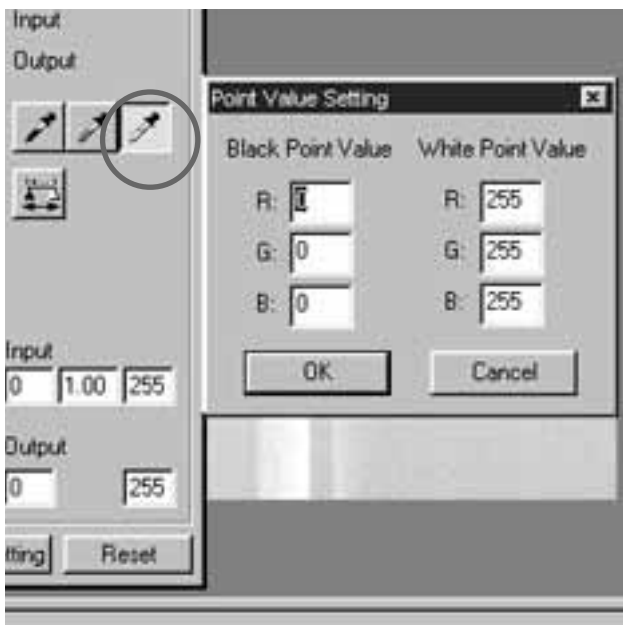 Input
Output
Point Value Setting
Black Point Value White Point Value
R: 0 R: 255
G: 0 G: 255
B: 0 B: 255
OK Cancel
Input
0 1.00 255
Output
0 255
tting Reset